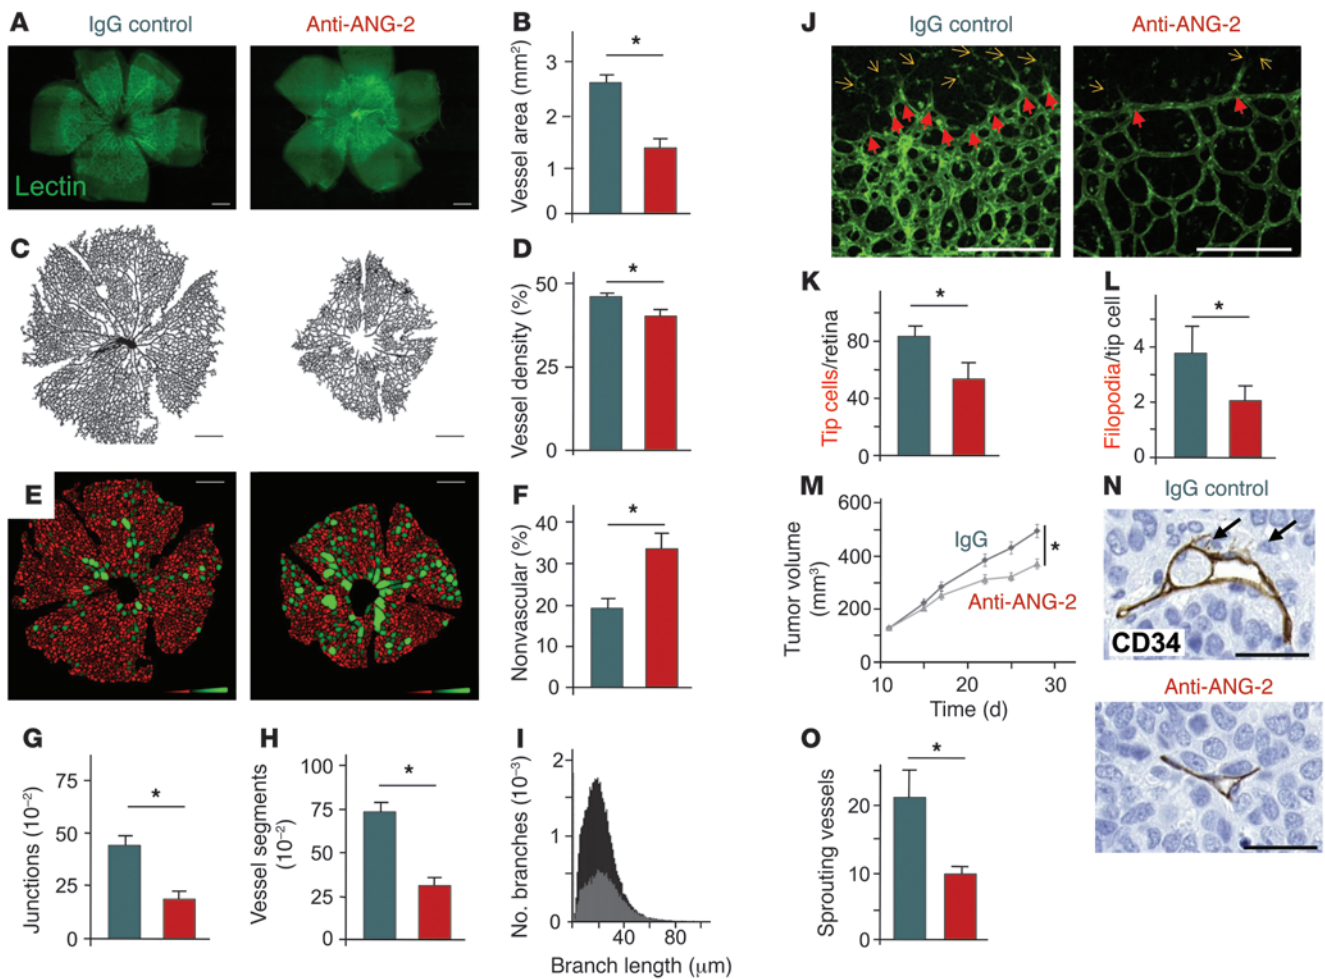 A
IgG control
Anti-ANG-2
Lectin
B
Vessel area (mm²)
3
2
1
0
*
C
D
Vessel density (%)
50
25
0
*
E
F
Nonvascular (%)
40
30
20
10
0
*
G
Junctions (10⁻²)
75
50
25
0
*
H
Vessel segments
(10⁻²)
100
75
50
25
0
*
I
No. branches (10⁻³)
2
1
0
40 80
Branch length (μm)
J
IgG control
Anti-ANG-2
K
Tip cells/retina
80
40
0
*
L
Filopodia/tip cell
4
2
0
*
M
Tumor volume
(mm³)
600
400
200
0
IgG
Anti-ANG-2
*
10 20 30
Time (d)
N
IgG control
CD34
Anti-ANG-2
O
Sprouting vessels
20
10
0
*